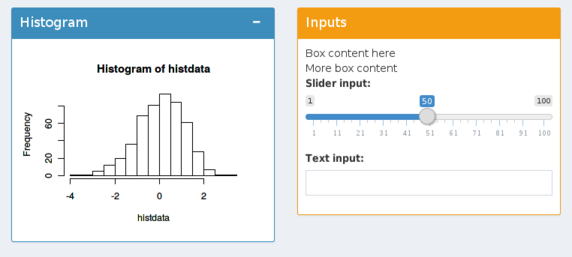 Histogram
Histogram of histdata
Frequency
60
20
0
-4 -2 0 2
histdata
Inputs
Box content here
More box content
Slider input:
1 50 100
1 11 21 31 41 51 61 71 81 91 100
Text input: